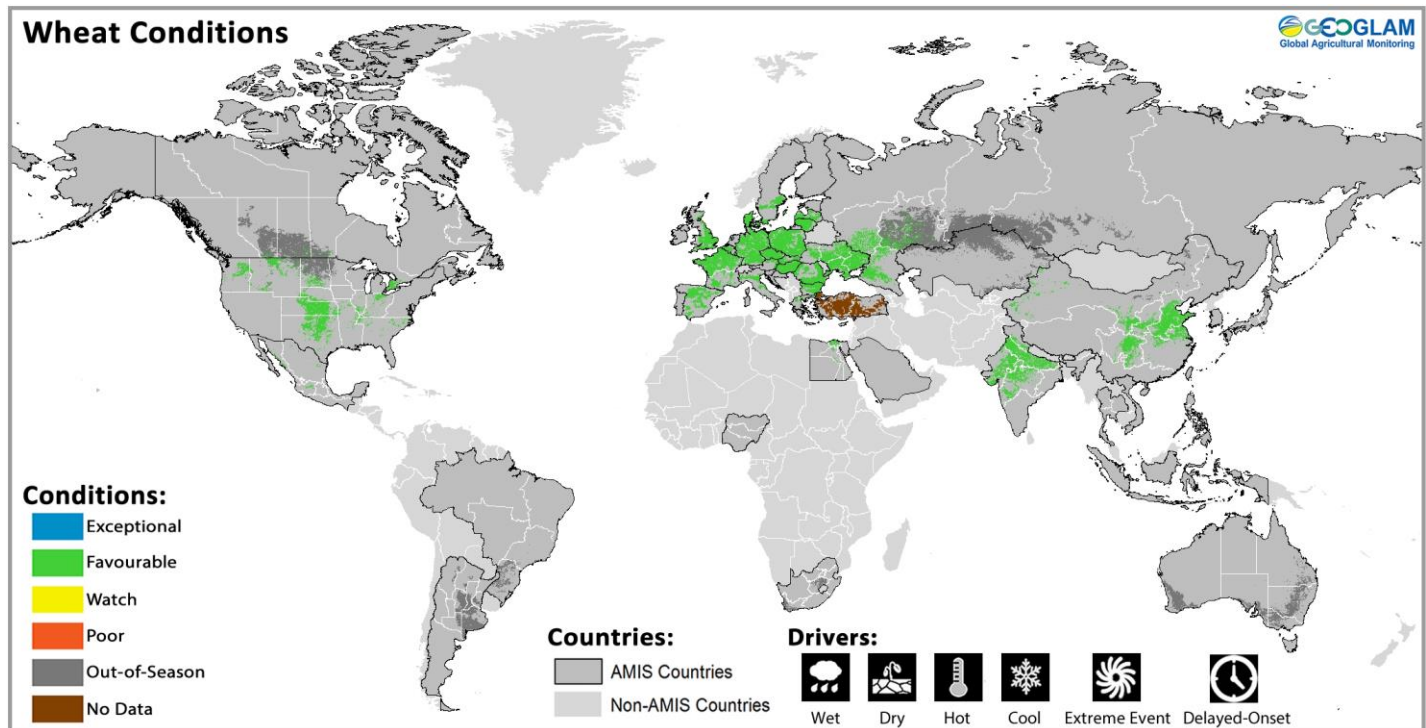 Wheat Conditions
GEOGLAM
Global Agricultural Monitoring
Conditions:
Exceptional
Favourable
Watch
Poor
Out-of-Season
No Data
Countries:
AMIS Countries
Non-AMIS Countries
Drivers:
Wet
Dry
Hot
Cool
Extreme Event
Delayed-Onset